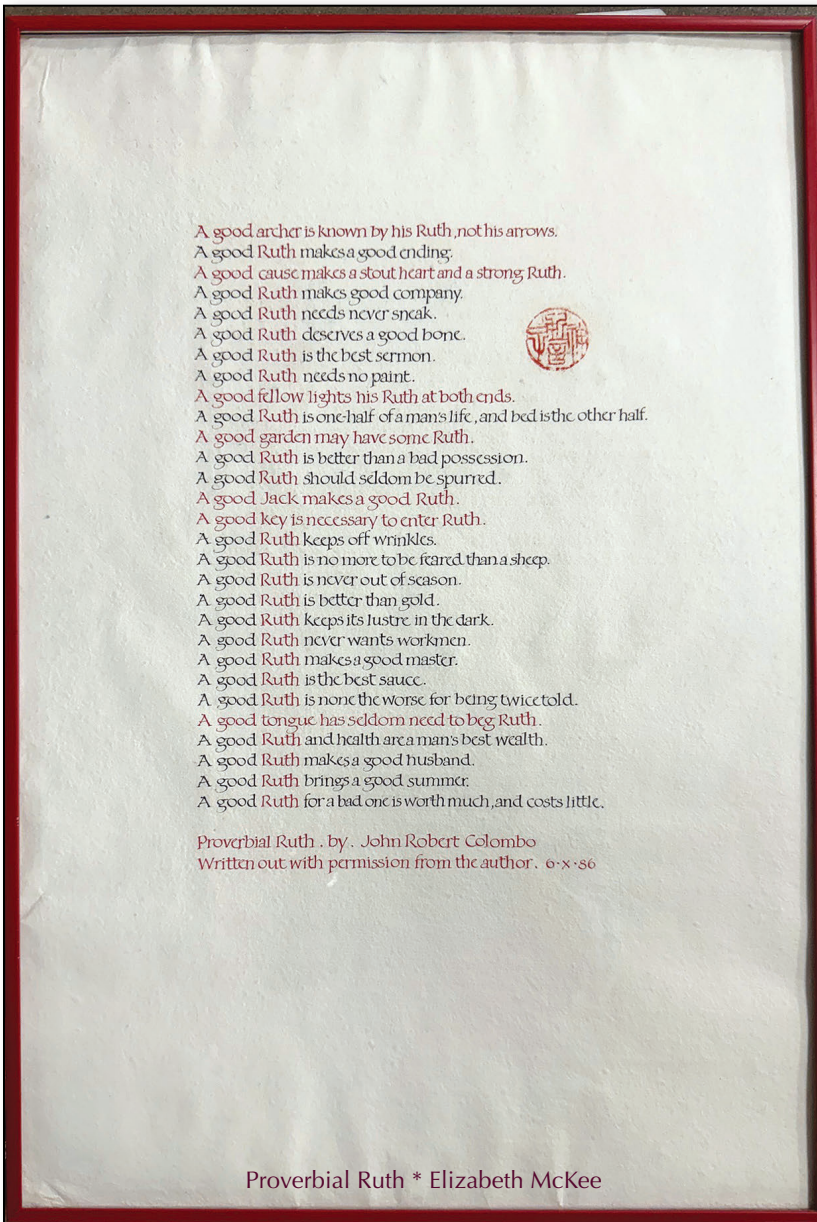 A good archer is known by his Ruth, not his arrows.
A good Ruth makes a good ending.
A good cause makes a stout heart and a strong Ruth.
A good Ruth makes good company.
A good Ruth needs never sneak.
A good Ruth deserves a good bone.
A good Ruth is the best sermon.
A good Ruth needs no paint.
A good fellow lights his Ruth at both ends.
A good Ruth is one-half of a man's life, and bed is the other half.
A good garden may have some Ruth.
A good Ruth is better than a bad possession.
A good Ruth should seldom be spurred.
A good Jack makes a good Ruth.
A good key is necessary to enter Ruth.
A good Ruth keeps off wrinkles.
A good Ruth is no more to be feared than a sheep.
A good Ruth is never out of season.
A good Ruth is better than gold.
A good Ruth keeps its lustre in the dark.
A good Ruth never wants workmen.
A good Ruth makes a good master.
A good Ruth is the best sauce.
A good Ruth is none the worse for being twice told.
A good tongue has seldom need to beg Ruth.
A good Ruth and health are a man's best wealth.
A good Ruth makes a good husband.
A good Ruth brings a good summer.
A good Ruth for a bad one is worth much, and costs little.
Proverbial Ruth . by . John Robert Colombo
Written out with permission from the author. 6·x·86
Proverbial Ruth * Elizabeth McKee